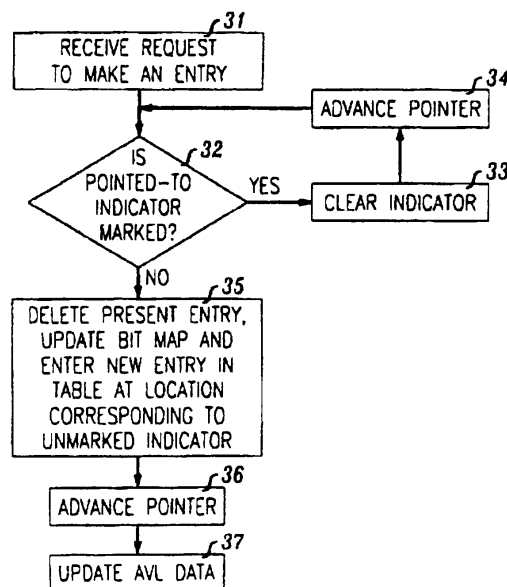 31
RECEIVE REQUEST
TO MAKE AN ENTRY
34
ADVANCE POINTER
32
IS
POINTED-TO
INDICATOR
MARKED?
YES
33
CLEAR INDICATOR
NO
35
DELETE PRESENT ENTRY,
UPDATE BIT MAP AND
ENTER NEW ENTRY IN
TABLE AT LOCATION
CORRESPONDING TO
UNMARKED INDICATOR
36
ADVANCE POINTER
37
UPDATE AVL DATA